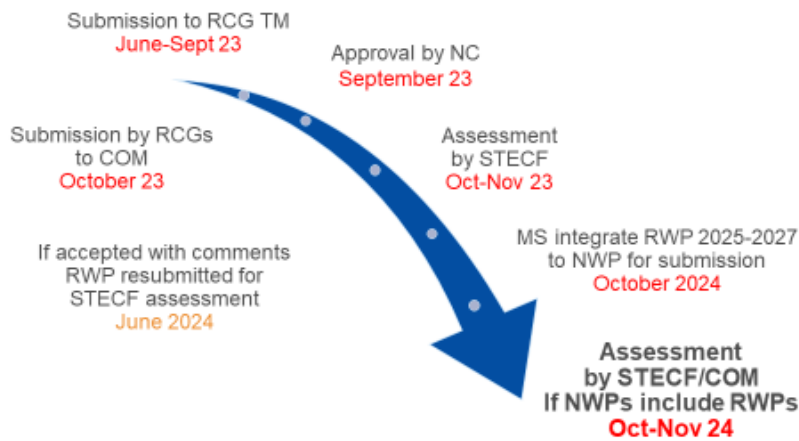 Submission to RCG TM
June-Sept 23
Approval by NC
September 23
Submission by RCGs
to COM
October 23
Assessment
by STECF
Oct-Nov 23
If accepted with comments
RWP resubmitted for
STECF assessment
June 2024
MS integrate RWP 2025-2027
to NWP for submission
October 2024
Assessment
by STECF/COM
If NWPs include RWPs
Oct-Nov 24